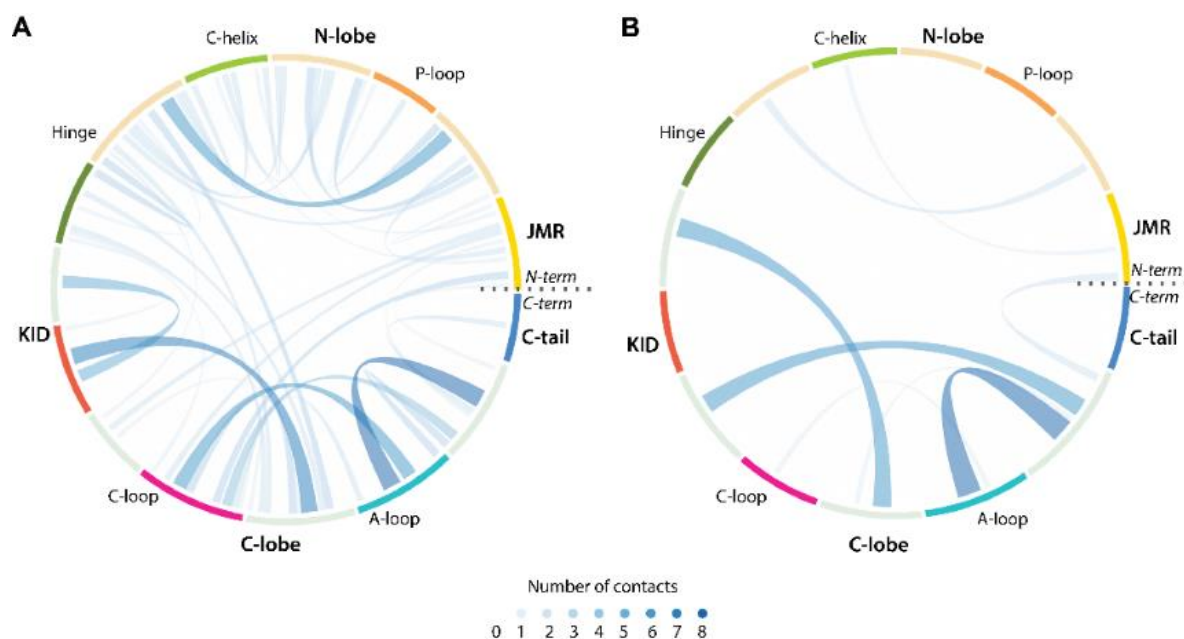 A
C-helix
N-lobe
P-loop
Hinge
JMR
N-term
C-term
C-tail
KID
C-loop
A-loop
C-lobe
B
C-helix
N-lobe
P-loop
Hinge
JMR
N-term
C-term
C-tail
KID
C-loop
A-loop
C-lobe
Number of contacts
0 1 2 3 4 5 6 7 8